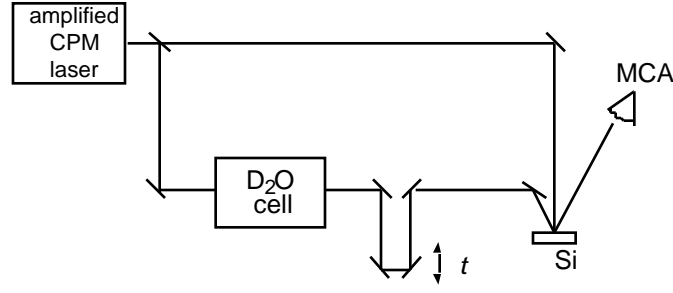 amplified
CPM
laser
MCA
D₂O
cell
t
Si